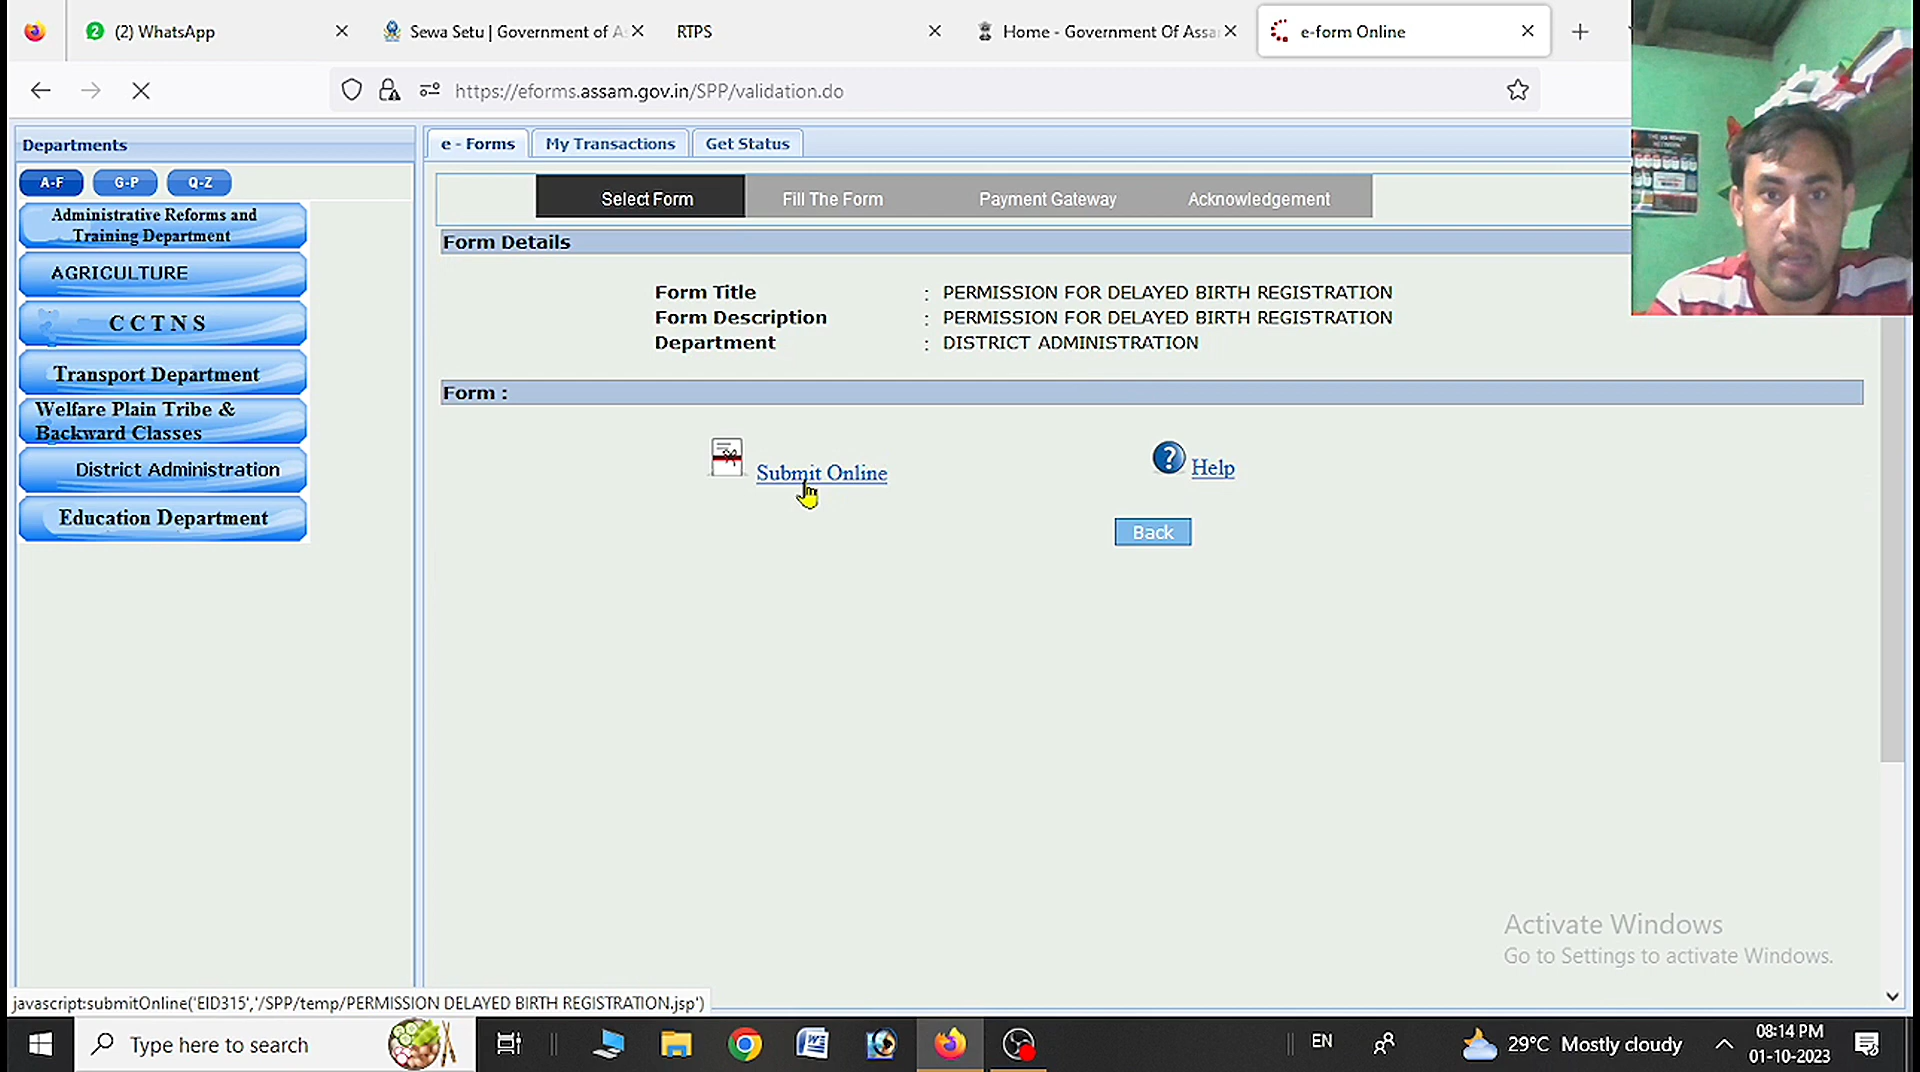 (2) WhatsApp
Sewa Setu | Government of As
RTPS
Home - Government Of Assa
e-form Online
https://eforms.assam.gov.in/SPP/validation.do
Departments
A-F
G-P
Q-Z
Administrative Reforms and
Training Department
AGRICULTURE
C C T N S
Transport Department
Welfare Plain Tribe &
Backward Classes
District Administration
Education Department
e - Forms
My Transactions
Get Status
Select Form
Fill The Form
Payment Gateway
Acknowledgement
Form Details
Form Title : PERMISSION FOR DELAYED BIRTH REGISTRATION
Form Description : PERMISSION FOR DELAYED BIRTH REGISTRATION
Department : DISTRICT ADMINISTRATION
Form :
Submit Online
Help
Back
Activate Windows
Go to Settings to activate Windows.
javascript:submitOnline('EID315','/SPP/temp/PERMISSION DELAYED BIRTH REGISTRATION.jsp')
Type here to search
EN
29°C Mostly cloudy
08:14 PM
01-10-2023